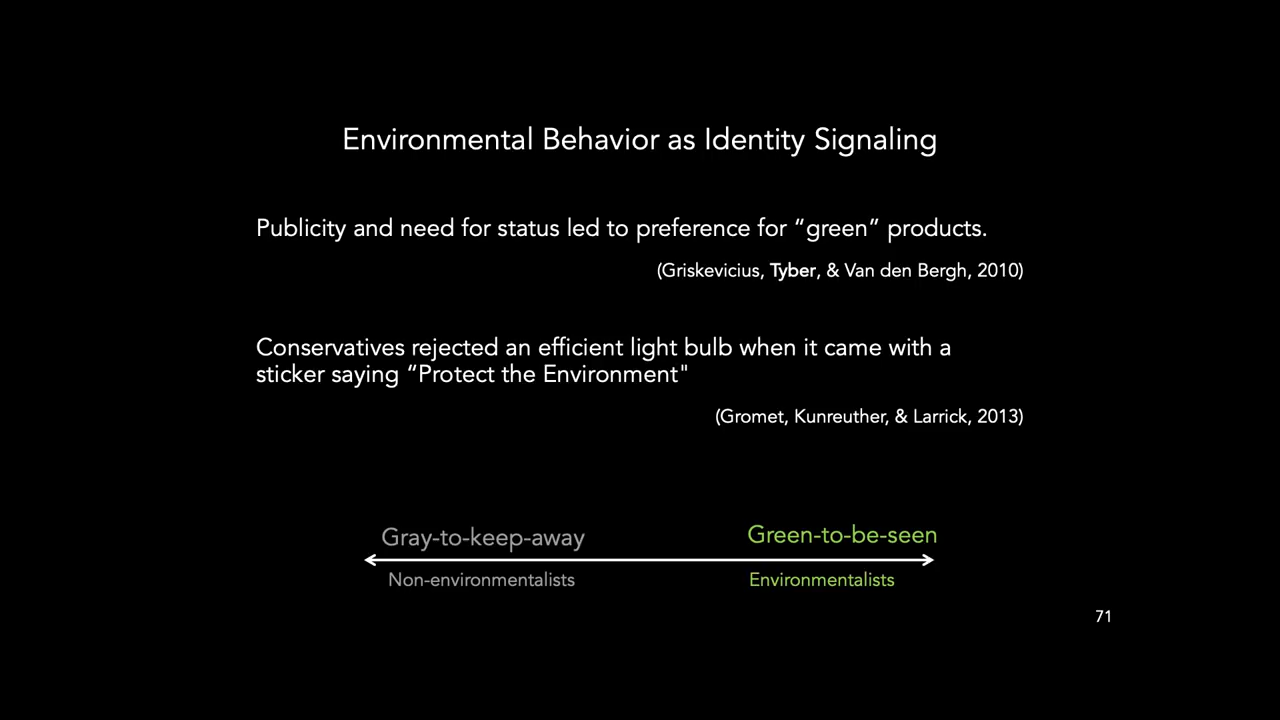 Environmental Behavior as Identity Signaling
Publicity and need for status led to preference for “green” products.
(Griskevicius, Tyber, & Van den Bergh, 2010)
Conservatives rejected an efficient light bulb when it came with a
sticker saying “Protect the Environment"
(Gromet, Kunreuther, & Larrick, 2013)
Gray-to-keep-away
Green-to-be-seen
Non-environmentalists
Environmentalists
71